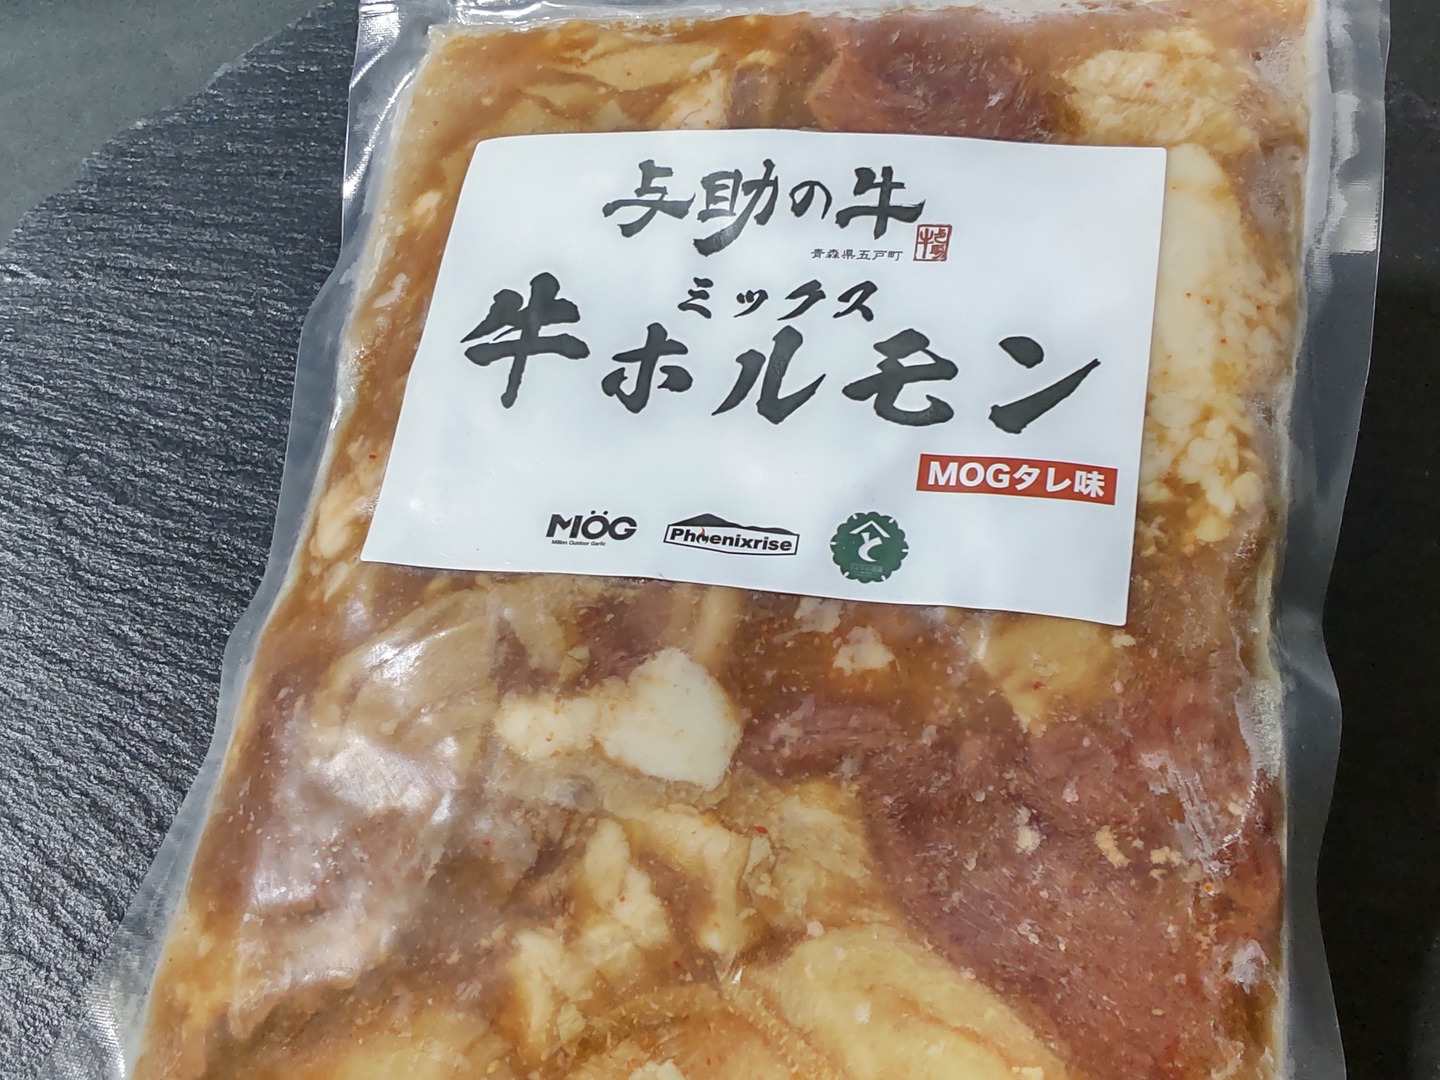 与助の牛
青森県五戸町
ミックス
牛ホルモン
MOGタレ味
MÖG
Million Outdoor Garlic
Phoenixrise
と